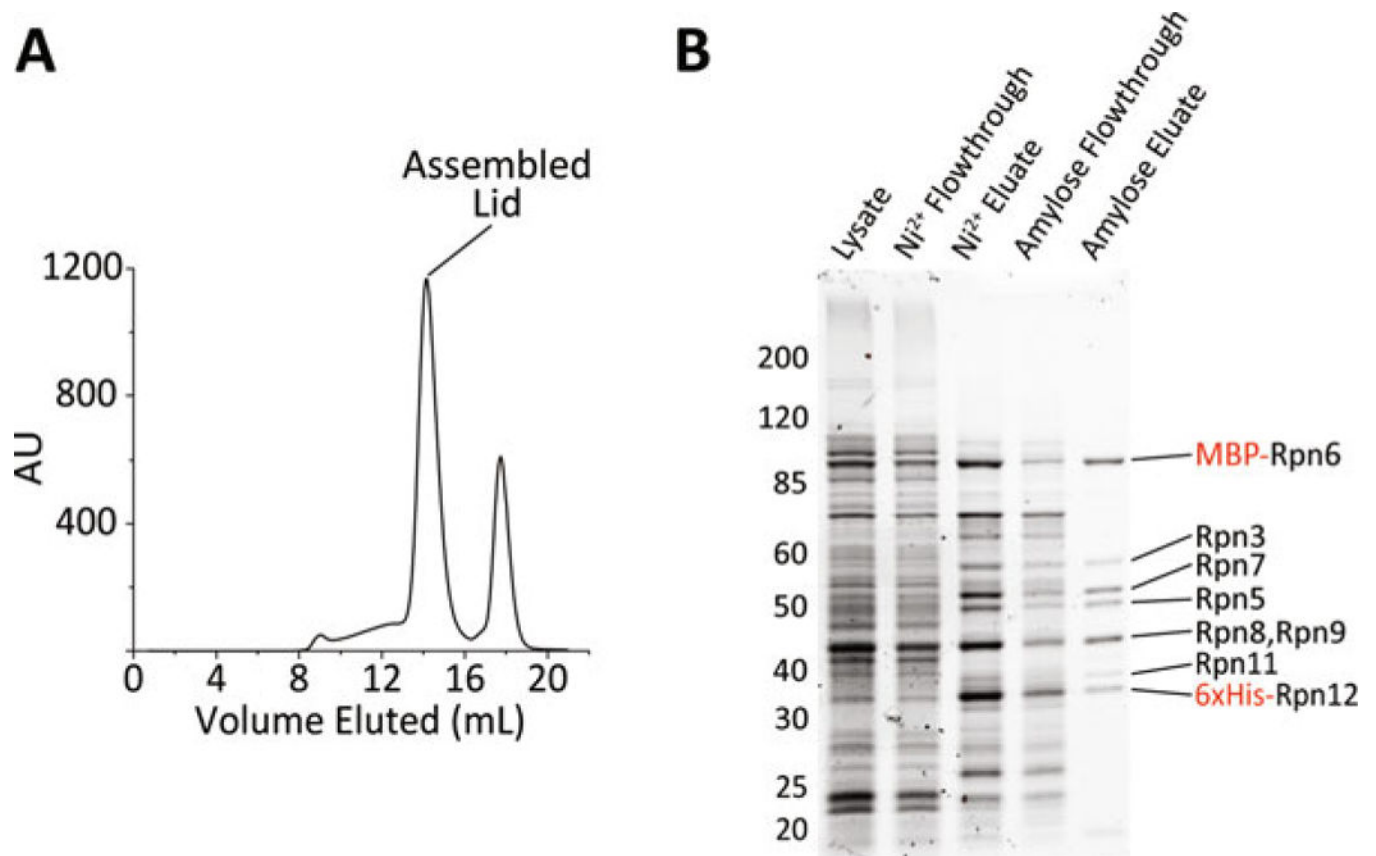 A
Assembled
Lid
1200
800
400
AU
0 4 8 12 16 20
Volume Eluted (mL)
B
Lysate
Ni²⁺ Flowthrough
Ni²⁺ Eluate
Amylose Flowthrough
Amylose Eluate
200
120
85
60
50
40
30
25
20
MBP-Rpn6
Rpn3
Rpn7
Rpn5
Rpn8,Rpn9
Rpn11
6xHis-Rpn12